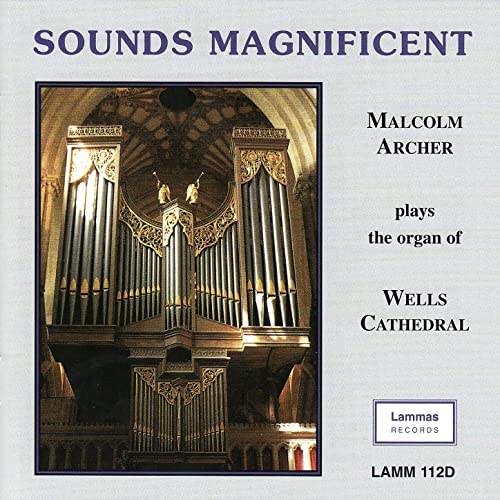 SOUNDS MAGNIFICENT
MALCOLM
ARCHER
plays
the organ of
WELLS
CATHEDRAL
Lammas
RECORDS
LAMM 112D